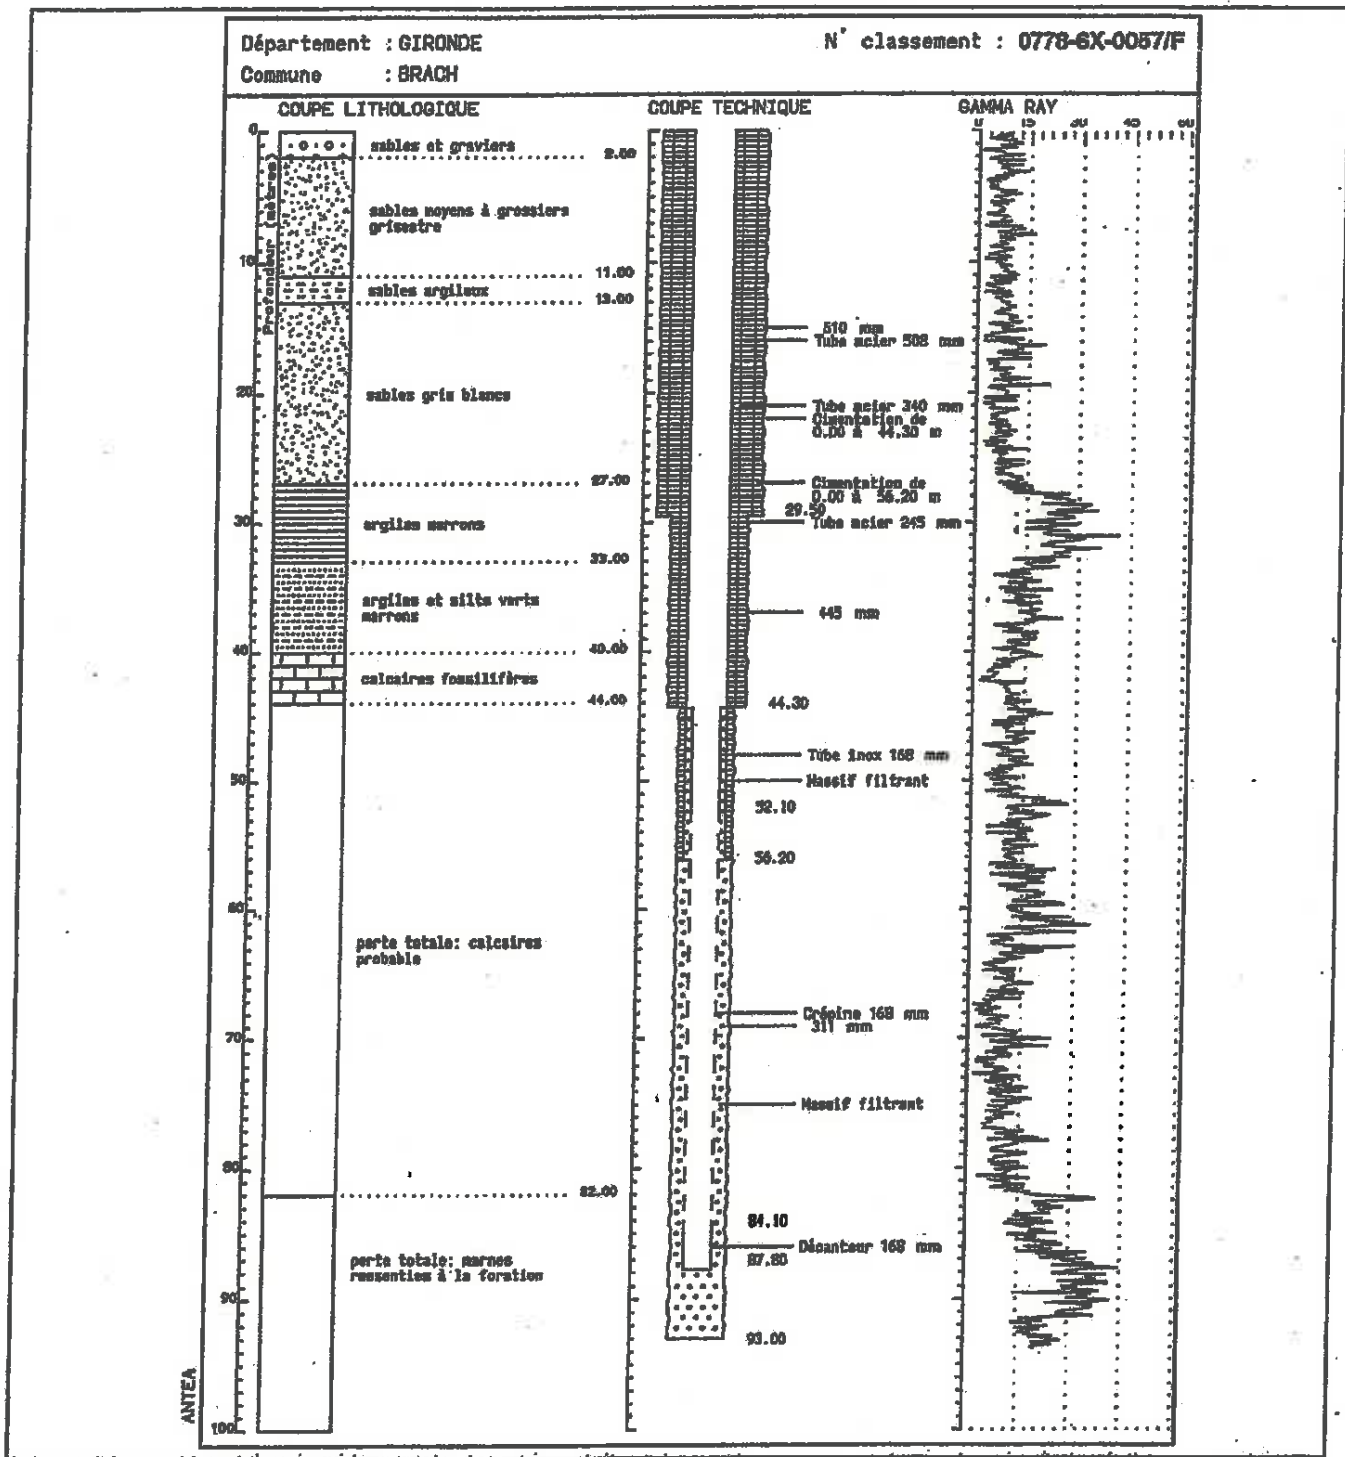 Département : GIRONDE
N° classement : 0778-6X-0057/F
Commune : BRACH
COUPE LITHOLOGIQUE
COUPE TECHNIQUE
GAMMA RAY
0 15 30 45 60
Profondeur (mètres)
0
sables et graviers
2.00
sables moyens à grossiers
grisatre
10
11.00
sables argileux
13.00
510 mm
Tube acier 508 mm
20
sables gris blancs
Tube acier 340 mm
Cimentation de
0.00 à 44.30 m
27.00
Cimentation de
0.00 à 56.20 m
29.50
30
argiles marrons
Tube acier 245 mm
33.00
argiles et silts verts
marrons
445 mm
40
40.00
calcaires fossilifères
44.00
44.30
Tube inox 168 mm
50
Massif filtrant
52.10
56.20
60
perte totale: calcaires
probable
Crépine 168 mm
311 mm
70
Massif filtrant
80
82.00
84.10
Décanteur 168 mm
87.80
perte totale: marnes
ressenties à la foration
90
93.00
ANTEA
100